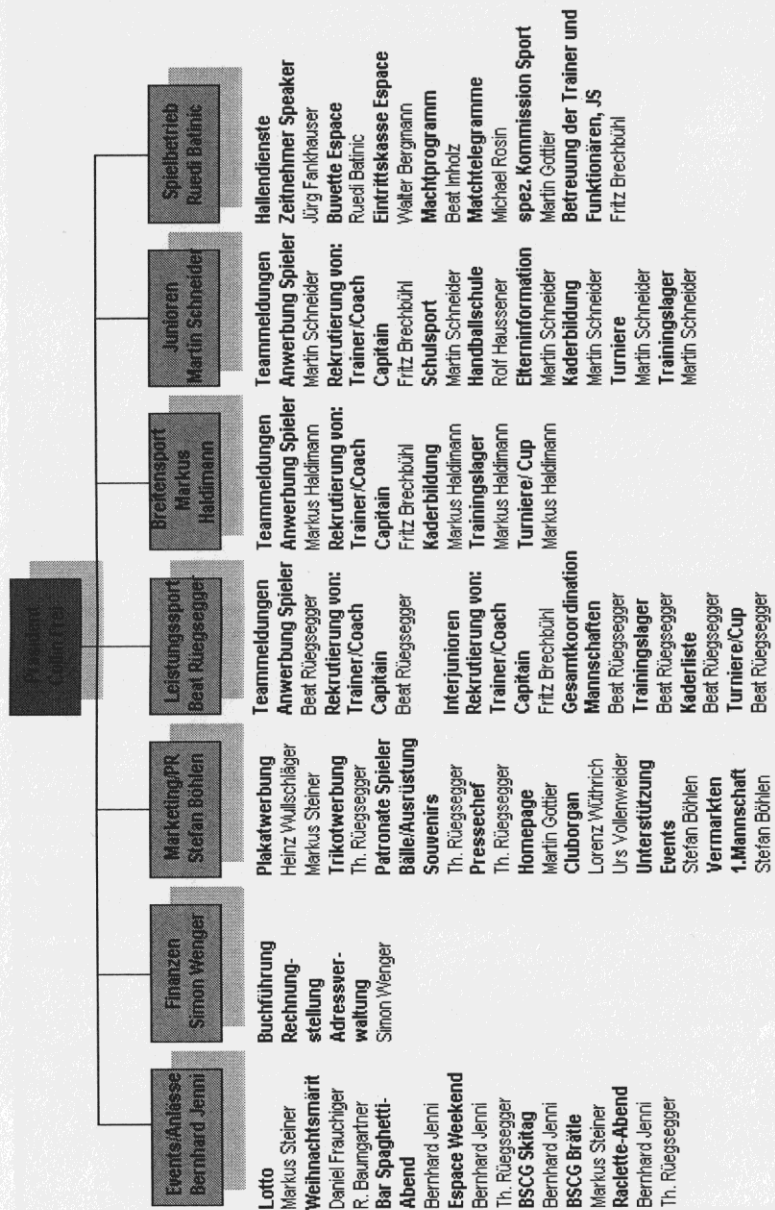 Präsident
Colin Frei
Events/Anlässe
Bernhard Jenni
Lotto
Markus Steiner
Weihnachtsmärit
Daniel Frauchiger
R. Baumgartner
Bar Spaghetti-
Abend
Bernhard Jenni
Espace Weekend
Bernhard Jenni
Th. Rüegsegger
BSCG Skitag
Bernhard Jenni
BSCG Brätle
Markus Steiner
Raclette-Abend
Bernhard Jenni
Th. Rüegsegger
Finanzen
Simon Wenger
Buchführung
Rechnung-
stellung
Adressver-
waltung
Simon Wenger
Marketing/PR
Stefan Böhlen
Plakatwerbung
Heinz Wullschläger
Markus Steiner
Trikotwerbung
Th. Rüegsegger
Patronate Spieler
Bälle/Ausrüstung
Souvenirs
Th. Rüegsegger
Pressechef
Th. Rüegsegger
Homepage
Martin Gottier
Cluborgan
Lorenz Wüthrich
Urs Vollenweider
Unterstützung
Events
Stefan Böhlen
Vermarkten
1.Mannschaft
Stefan Böhlen
Leistungssport
Beat Rüegsegger
Teammeldungen
Anwerbung Spieler
Beat Rüegsegger
Rekrutierung von:
Trainer/Coach
Capitain
Beat Rüegsegger
Interjunioren
Rekrutierung von:
Trainer/Coach
Capitain
Fritz Brechbühl
Gesamtkoordination
Mannschaften
Beat Rüegsegger
Trainingslager
Beat Rüegsegger
Kaderliste
Beat Rüegsegger
Turniere/Cup
Beat Rüegsegger
Breitensport
Markus
Haldimann
Teammeldungen
Anwerbung Spieler
Markus Haldimann
Rekrutierung von:
Trainer/Coach
Capitain
Fritz Brechbühl
Kaderbildung
Markus Haldimann
Trainingslager
Markus Haldimann
Turniere/ Cup
Markus Haldimann
Junioren
Martin Schneider
Teammeldungen
Anwerbung Spieler
Martin Schneider
Rekrutierung von:
Trainer/Coach
Capitain
Fritz Brechbühl
Schulsport
Martin Schneider
Handballschule
Rolf Haussener
Elterninformation
Martin Schneider
Kaderbildung
Martin Schneider
Turniere
Martin Schneider
Trainingslager
Martin Schneider
Spielbetrieb
Ruedi Batinic
Hallendienste
Zeitnehmer Speaker
Jürg Fankhauser
Buvette Espace
Ruedi Batinic
Eintrittskasse Espace
Walter Bergmann
Machtprogramm
Beat Imholz
Matchtelegramme
Michael Rosin
spez. Kommission Sport
Martin Gottier
Betreuung der Trainer und
Funktionären, JS
Fritz Brechbühl